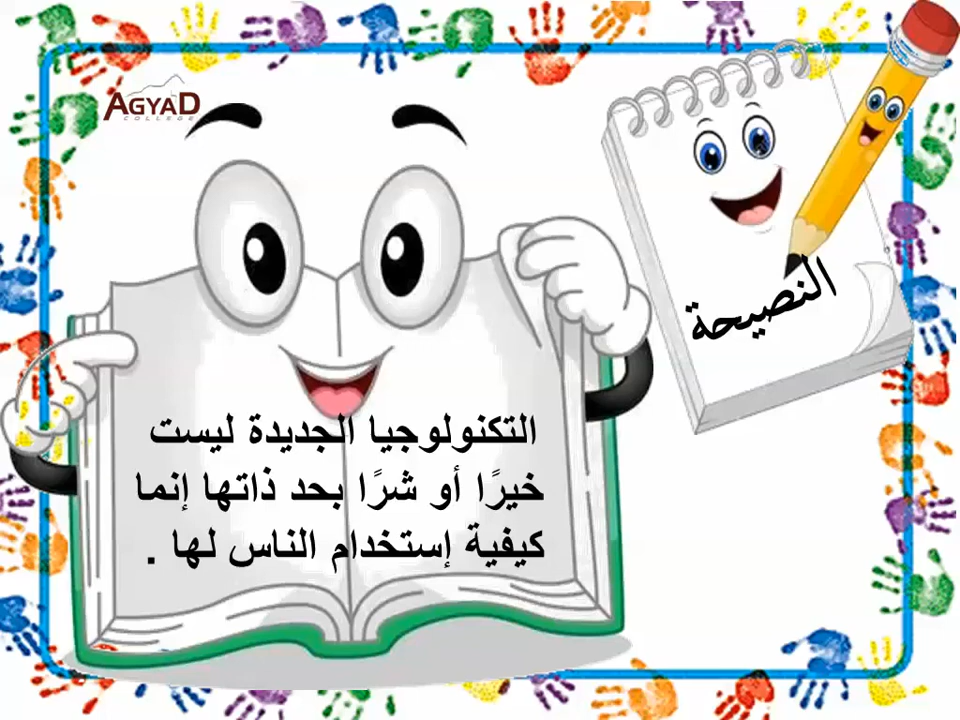 AGYAD
COLLEGE
النصيحة
التكنولوجيا الجديدة ليست
خيرًا أو شرًا بحد ذاتها إنما
كيفية إستخدام الناس لها .